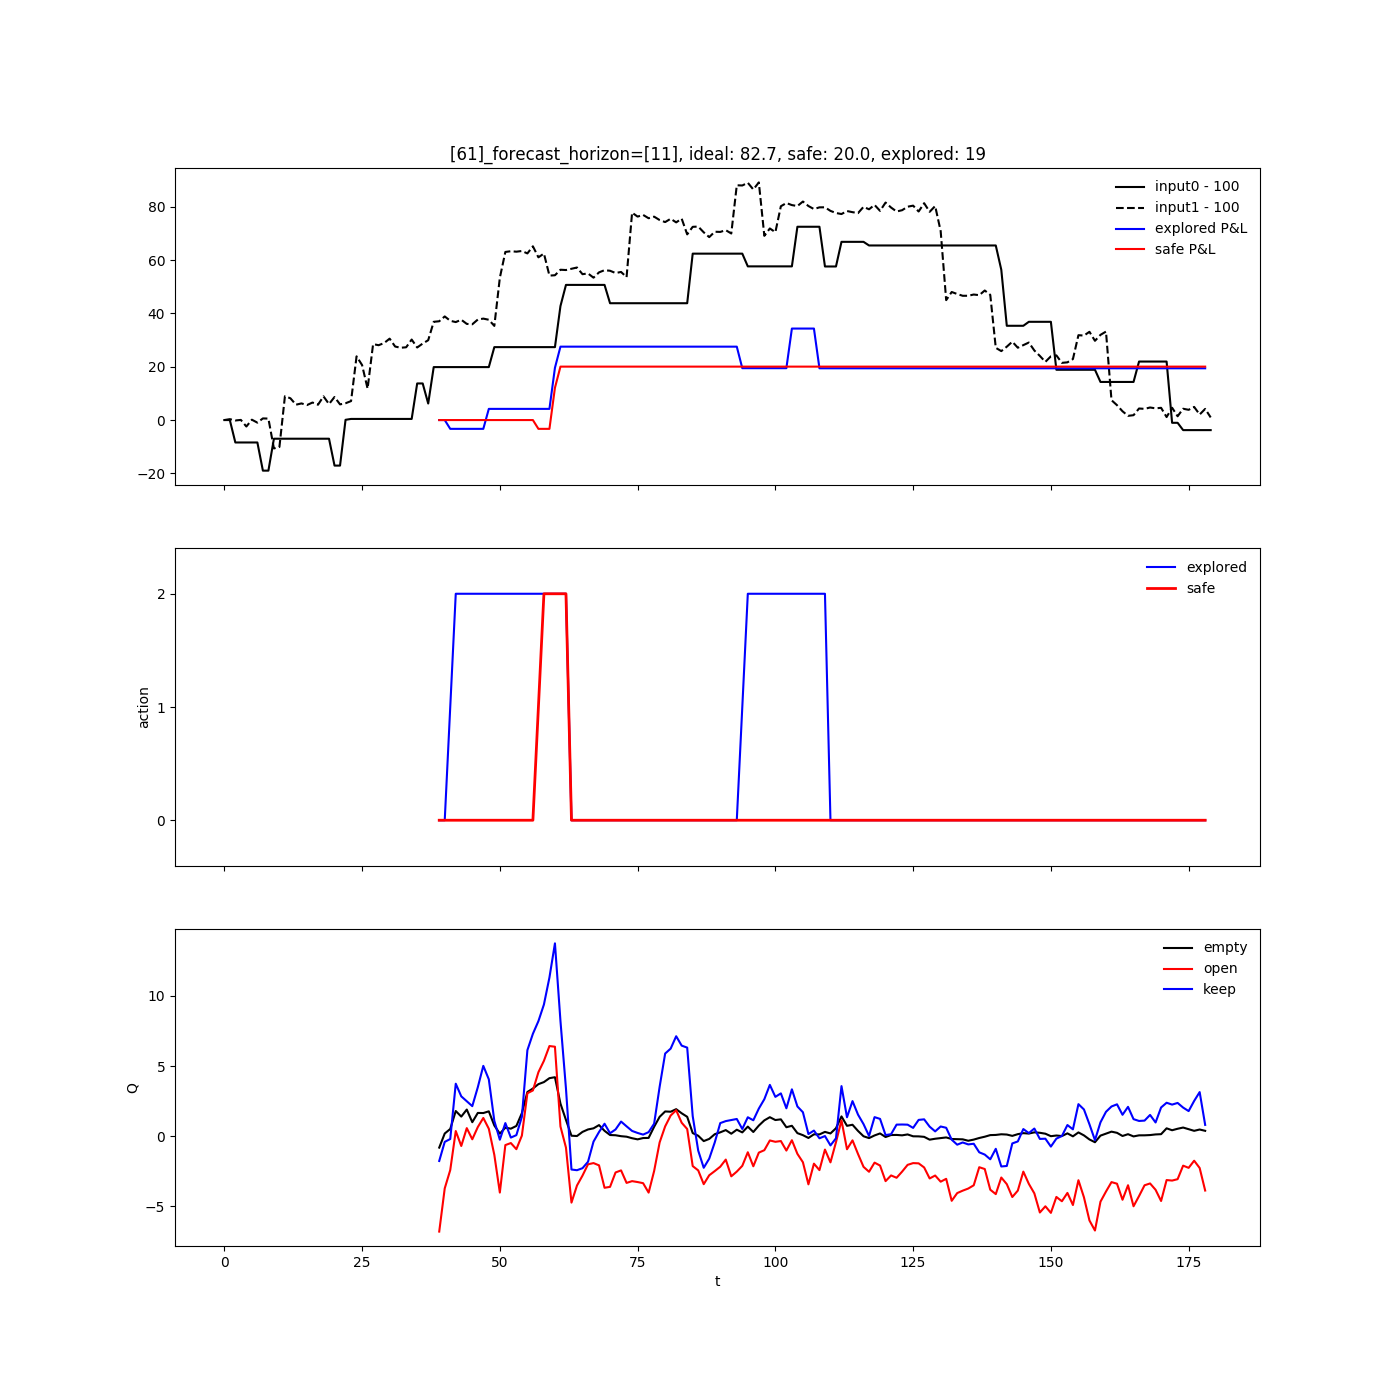 [61]_forecast_horizon=[11], ideal: 82.7, safe: 20.0, explored: 19
80
60
40
20
0
−20
input0 - 100
input1 - 100
explored P&L
safe P&L
action
2
1
0
explored
safe
Q
10
5
0
−5
empty
open
keep
0 25 50 75 100 125 150 175
t